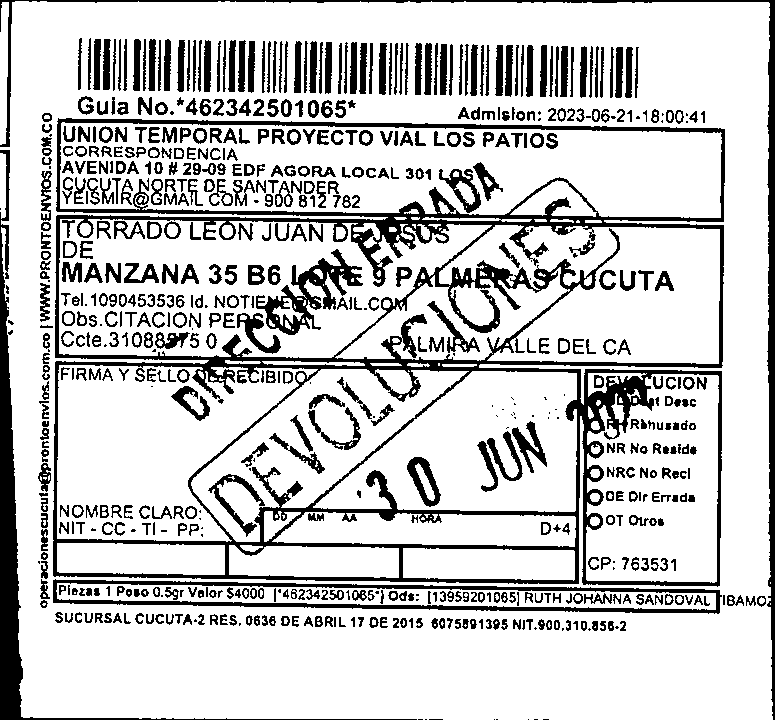 Guia No.*462342501065*
Admision: 2023-06-21-18:00:41
UNION TEMPORAL PROYECTO VIAL LOS PATIOS
CORRESPONDENCIA
AVENIDA 10 # 29-09 EDF AGORA LOCAL 301 LOS
CUCUTA NORTE DE SANTANDER
YEISMIR@GMAIL COM - 900 812 782
TORRADO LEON JUAN DE JESUS
DE
MANZANA 35 B6 LOTE 9 PALMERAS CUCUTA
Tel.1090453536 Id. NOTIENE@GMAIL.COM
Obs.CITACION PERSONAL
Ccte.31088575 0
PALMIRA VALLE DEL CA
DIRECCION ERRADA
DEVOLUCIONES
30 JUN
FIRMA Y SELLO DE RECIBIDO:
NOMBRE CLARO:
NIT - CC - TI - PP:
DD MM AA HORA
D+4
DEVOLUCION
Dest Desc
Rehusado
NR No Reside
NRC No Recl
DE Dir Errada
OT Otros
CP: 763531
Piezas 1 Peso 0.5gr Valor $4000 [*462342501065*] Ods: [13959201065] RUTH JOHANNA SANDOVAL TIBAMOZ
SUCURSAL CUCUTA-2 RES. 0636 DE ABRIL 17 DE 2015 6075891395 NIT.900.310.856-2
operacionescucuta@prontoenvios.com.co | WWW.PRONTOENVIOS.COM.CO